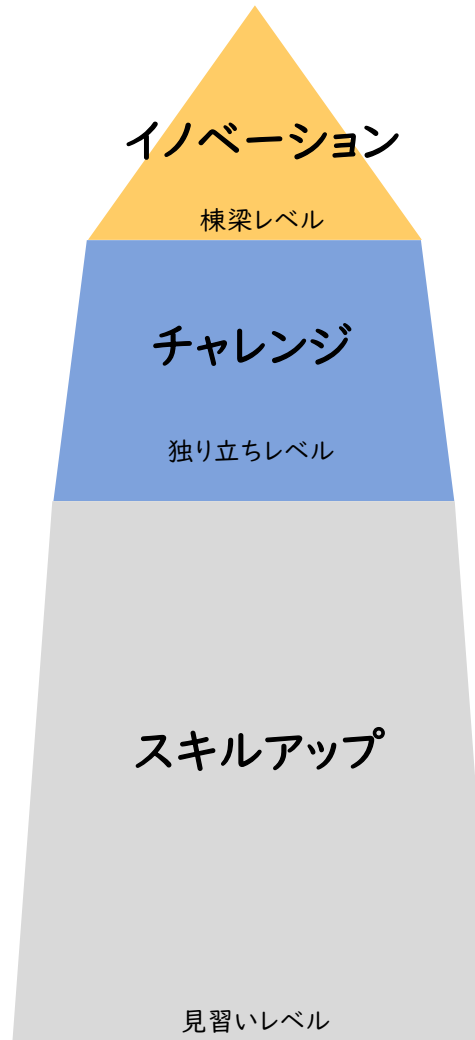 イノベーション
棟梁レベル
チャレンジ
独り立ちレベル
スキルアップ
見習いレベル